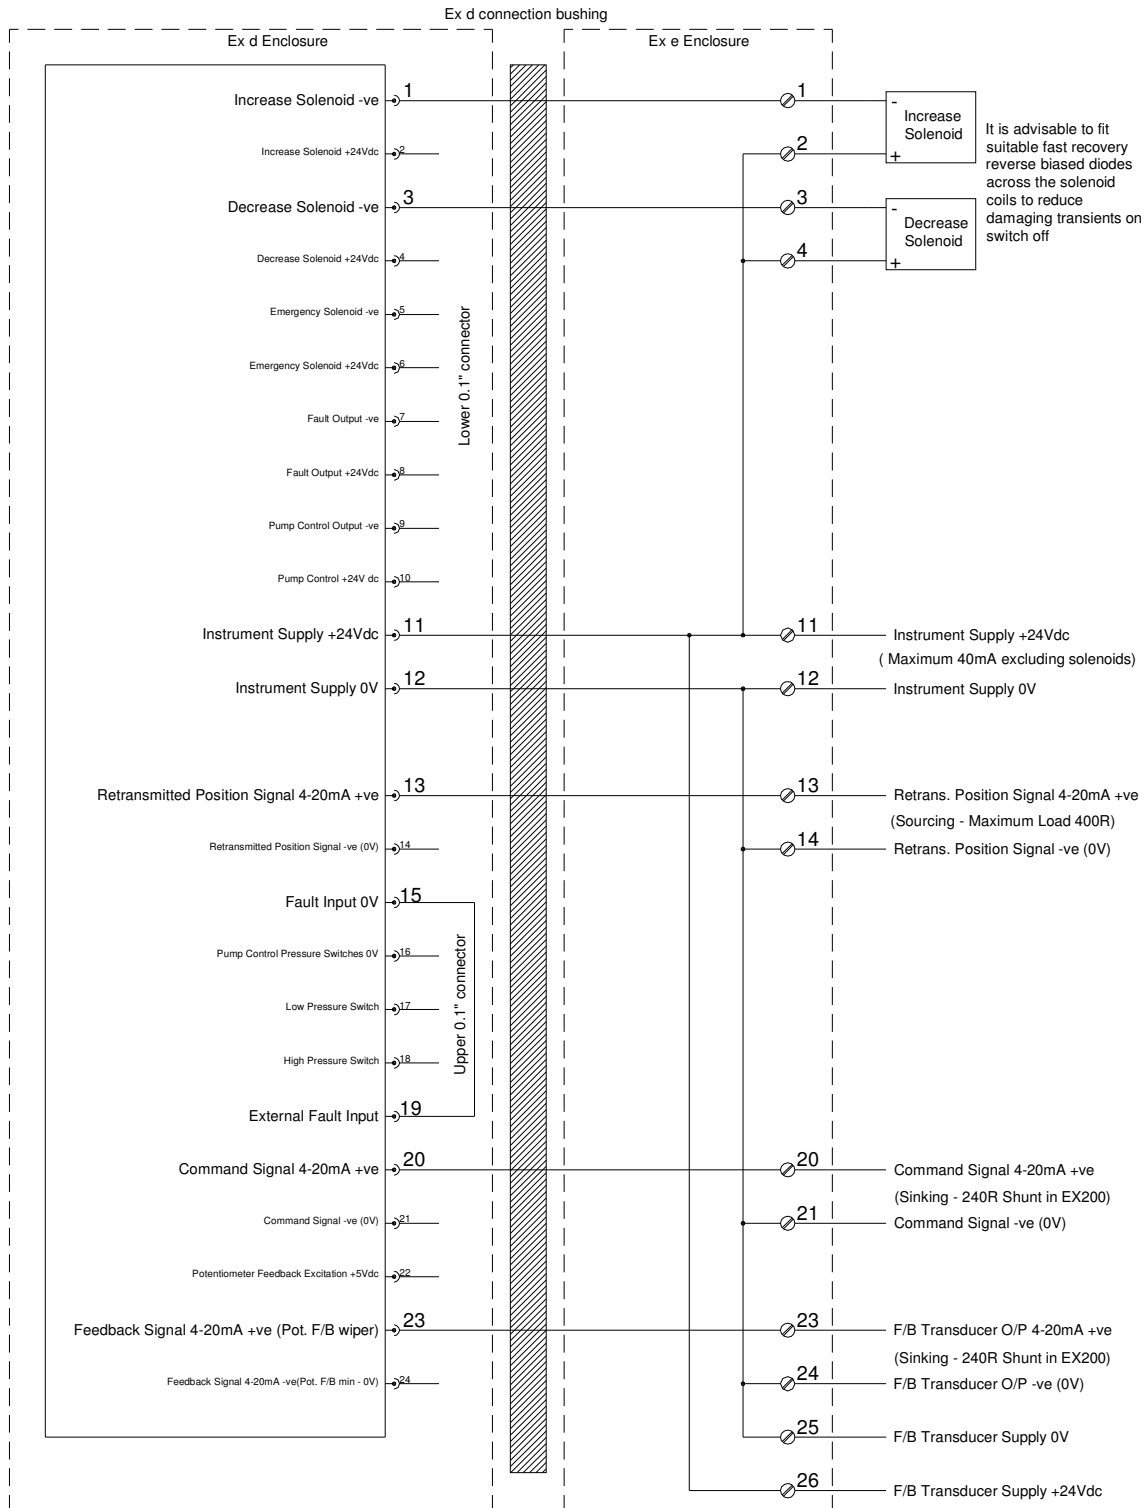 Ex d connection bushing
Ex d Enclosure
Ex e Enclosure
Increase Solenoid -ve 1
1
-
Increase
Solenoid
+
It is advisable to fit
suitable fast recovery
reverse biased diodes
across the solenoid
coils to reduce
damaging transients on
switch off
Increase Solenoid +24Vdc 2
2
Decrease Solenoid -ve 3
3
-
Decrease
Solenoid
+
Decrease Solenoid +24Vdc 4
4
Emergency Solenoid -ve 5
Emergency Solenoid +24Vdc 6
Fault Output -ve 7
Fault Output +24Vdc 8
Pump Control Output -ve 9
Pump Control +24V dc 10
Lower 0.1" connector
Instrument Supply +24Vdc 11
11 Instrument Supply +24Vdc
( Maximum 40mA excluding solenoids)
Instrument Supply 0V 12
12 Instrument Supply 0V
Retransmitted Position Signal 4-20mA +ve 13
13 Retrans. Position Signal 4-20mA +ve
(Sourcing - Maximum Load 400R)
Retransmitted Position Signal -ve (0V) 14
14 Retrans. Position Signal -ve (0V)
Fault Input 0V 15
Pump Control Pressure Switches 0V 16
Low Pressure Switch 17
High Pressure Switch 18
Upper 0.1" connector
External Fault Input 19
Command Signal 4-20mA +ve 20
20 Command Signal 4-20mA +ve
(Sinking - 240R Shunt in EX200)
Command Signal -ve (0V) 21
21 Command Signal -ve (0V)
Potentiometer Feedback Excitation +5Vdc 22
Feedback Signal 4-20mA +ve (Pot. F/B wiper) 23
23 F/B Transducer O/P 4-20mA +ve
(Sinking - 240R Shunt in EX200)
Feedback Signal 4-20mA -ve(Pot. F/B min - 0V) 24
24 F/B Transducer O/P -ve (0V)
25 F/B Transducer Supply 0V
26 F/B Transducer Supply +24Vdc